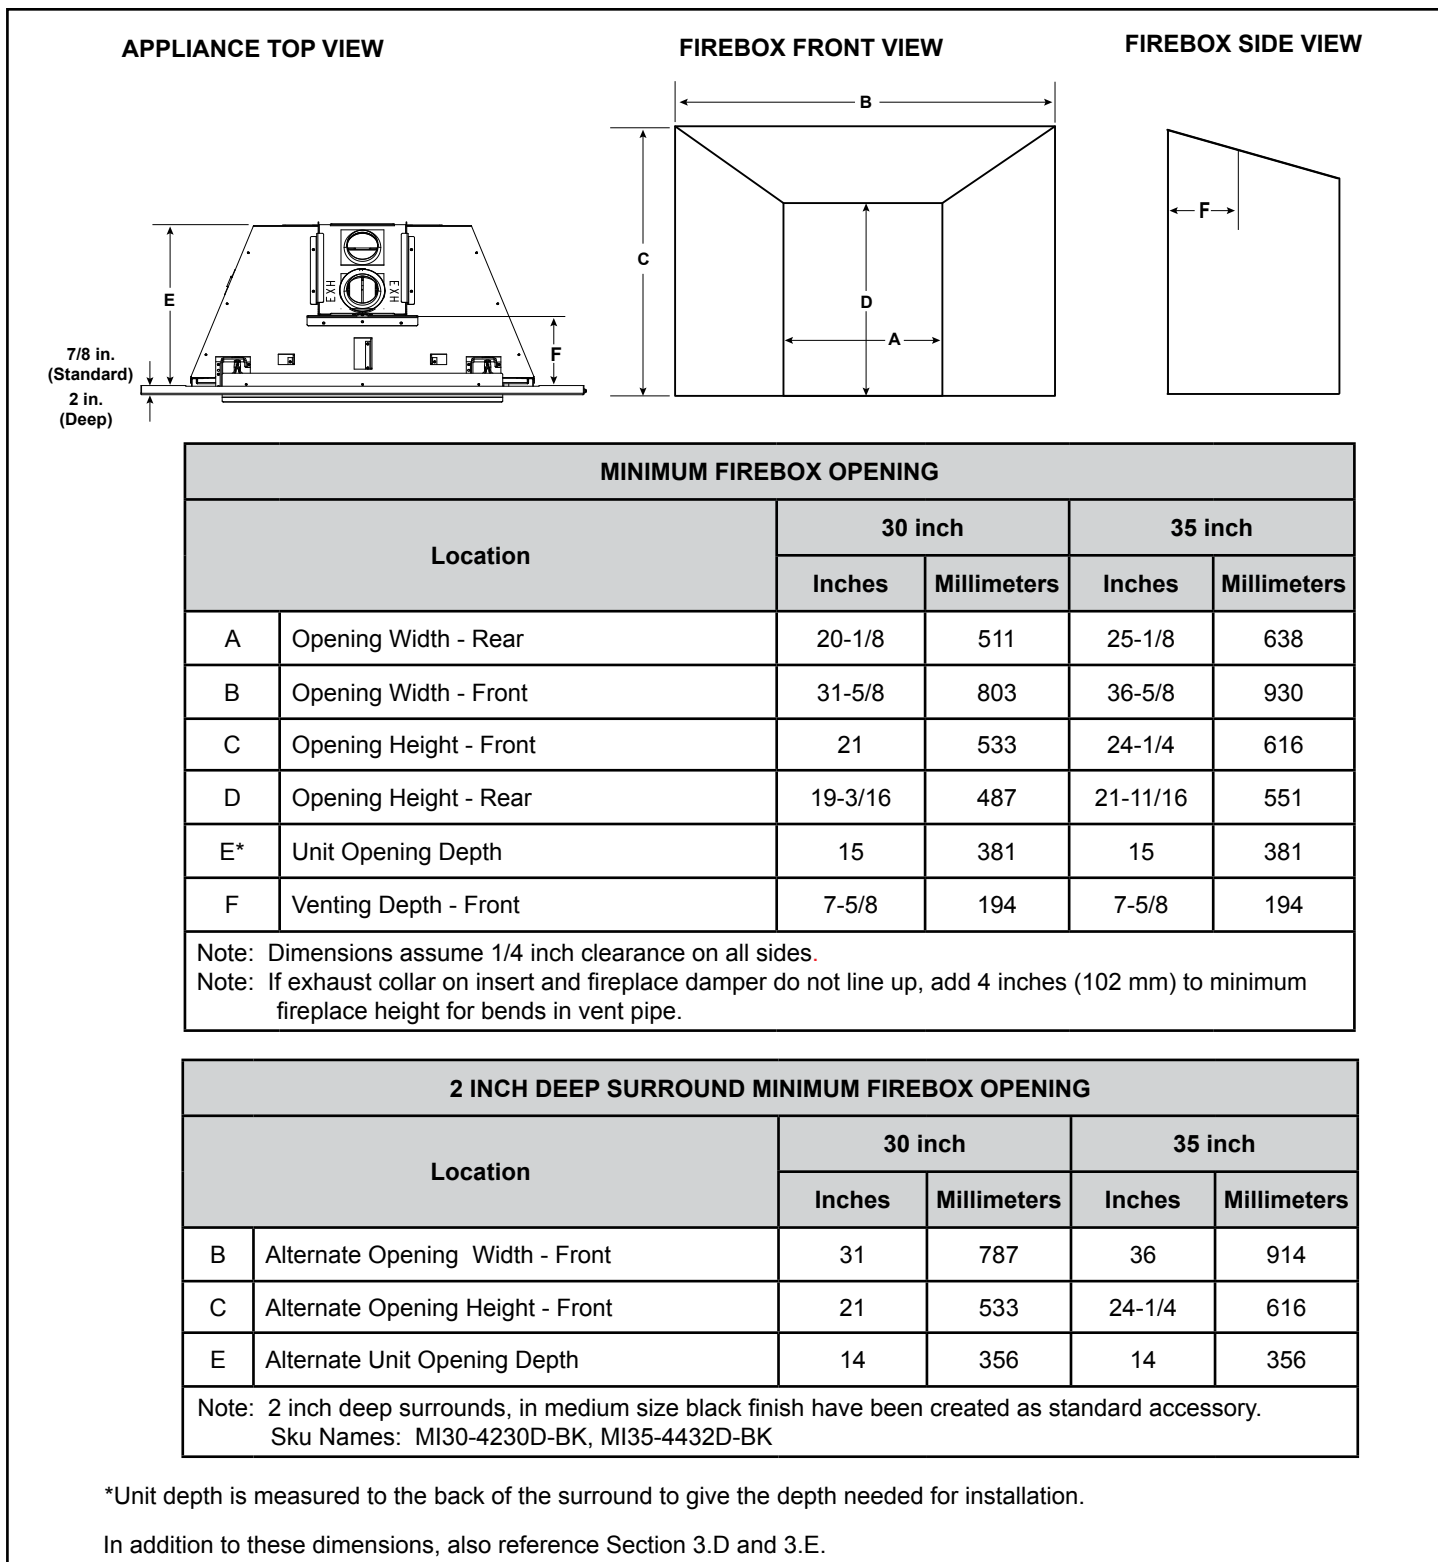 APPLIANCE TOP VIEW
FIREBOX FRONT VIEW
FIREBOX SIDE VIEW
B
C
D
A
F
E
F
EXH
EXH
7/8 in.
(Standard)
2 in.
(Deep)
MINIMUM FIREBOX OPENING
Location 30 inch 35 inch
Inches Millimeters Inches Millimeters
A Opening Width - Rear 20-1/8 511 25-1/8 638
B Opening Width - Front 31-5/8 803 36-5/8 930
C Opening Height - Front 21 533 24-1/4 616
D Opening Height - Rear 19-3/16 487 21-11/16 551
E* Unit Opening Depth 15 381 15 381
F Venting Depth - Front 7-5/8 194 7-5/8 194
Note: Dimensions assume 1/4 inch clearance on all sides.
Note: If exhaust collar on insert and fireplace damper do not line up, add 4 inches (102 mm) to minimum
fireplace height for bends in vent pipe.
2 INCH DEEP SURROUND MINIMUM FIREBOX OPENING
Location 30 inch 35 inch
Inches Millimeters Inches Millimeters
B Alternate Opening Width - Front 31 787 36 914
C Alternate Opening Height - Front 21 533 24-1/4 616
E Alternate Unit Opening Depth 14 356 14 356
Note: 2 inch deep surrounds, in medium size black finish have been created as standard accessory.
Sku Names: MI30-4230D-BK, MI35-4432D-BK
*Unit depth is measured to the back of the surround to give the depth needed for installation.
In addition to these dimensions, also reference Section 3.D and 3.E.